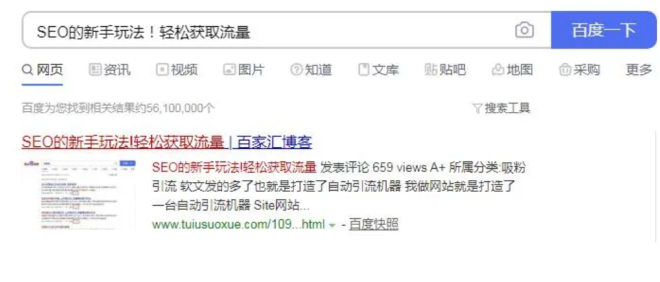 SEO的新手玩法！轻松获取流量 百度一下
网页 资讯 视频 图片 知道 文库 贴吧 地图 采购 更多
百度为您找到相关结果约56,100,000个 搜索工具
SEO的新手玩法!轻松获取流量 | 百家汇博客
SEO的新手玩法!轻松获取流量 发表评论 659 views A+ 所属分类:吸粉
引流 软文发的多了也就是打造了自动引流机器 我做网站就是打造了
一台自动引流机器 Site网站...
www.tuiusuoxue.com/109...html - 百度快照